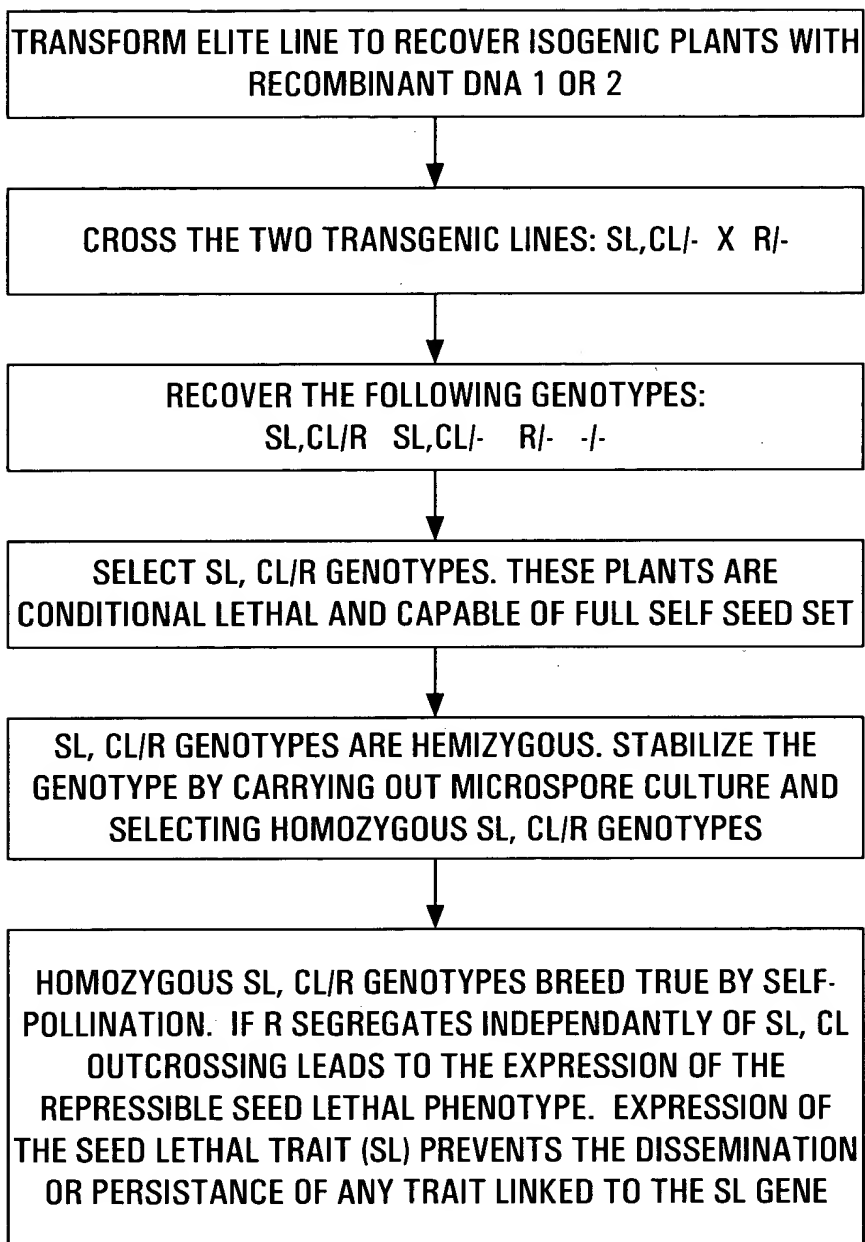 TRANSFORM ELITE LINE TO RECOVER ISOGENIC PLANTS WITH
RECOMBINANT DNA 1 OR 2
CROSS THE TWO TRANSGENIC LINES: SL,CL/- X R/-
RECOVER THE FOLLOWING GENOTYPES:
SL,CL/R SL,CL/- R/- -/-
SELECT SL, CL/R GENOTYPES. THESE PLANTS ARE
CONDITIONAL LETHAL AND CAPABLE OF FULL SELF SEED SET
SL, CL/R GENOTYPES ARE HEMIZYGOUS. STABILIZE THE
GENOTYPE BY CARRYING OUT MICROSPORE CULTURE AND
SELECTING HOMOZYGOUS SL, CL/R GENOTYPES
HOMOZYGOUS SL, CL/R GENOTYPES BREED TRUE BY SELF-
POLLINATION. IF R SEGREGATES INDEPENDANTLY OF SL, CL
OUTCROSSING LEADS TO THE EXPRESSION OF THE
REPRESSIBLE SEED LETHAL PHENOTYPE. EXPRESSION OF
THE SEED LETHAL TRAIT (SL) PREVENTS THE DISSEMINATION
OR PERSISTANCE OF ANY TRAIT LINKED TO THE SL GENE